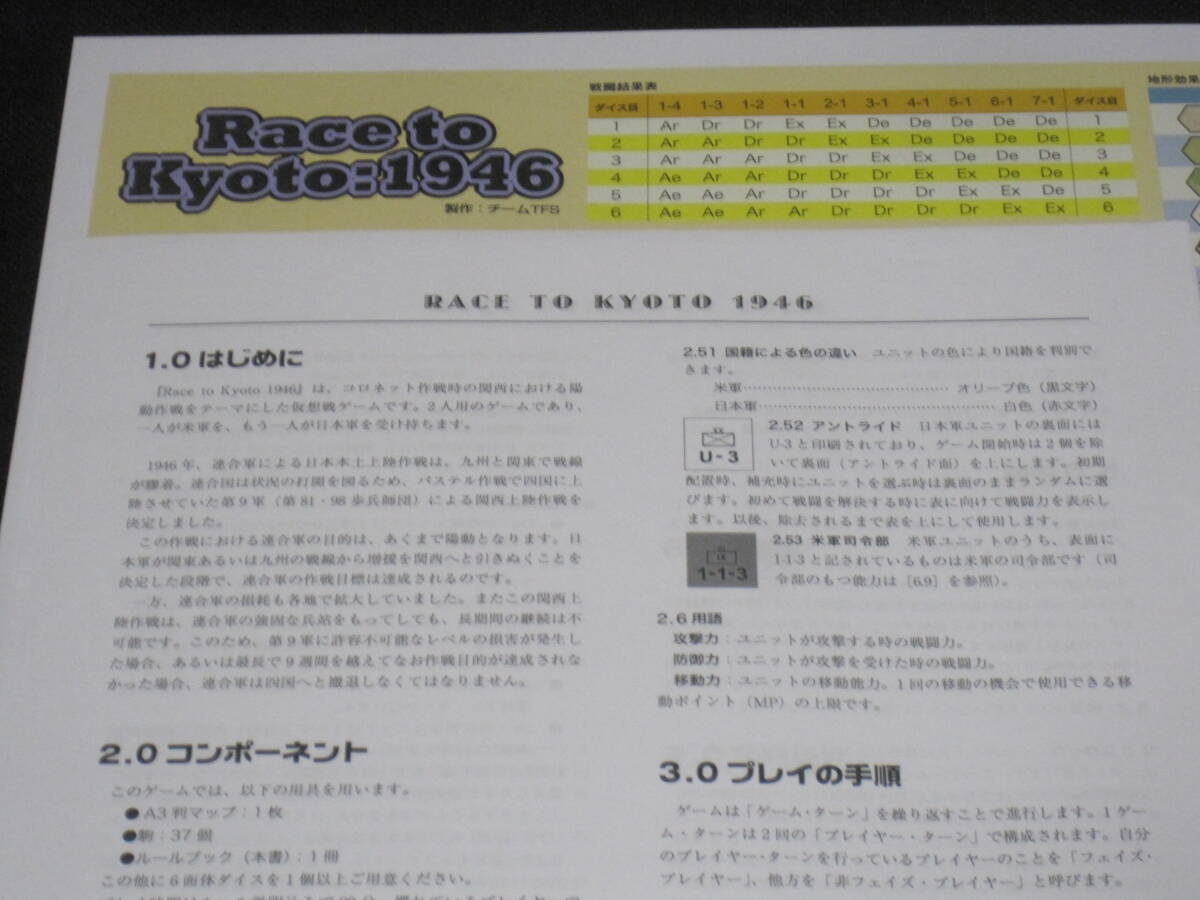 Race to
Kyoto:1946
製作：チームTFS
戦闘結果表
ダイス目 1-4 1-3 1-2 1-1 2-1 3-1 4-1 5-1 6-1 7-1 ダイス目
1 Ar Dr Dr Ex Ex De De De De De 1
2 Ar Ar Dr Dr Ex Ex De De De De 2
3 Ar Ar Ar Dr Dr Ex Ex De De De 3
4 Ae Ar Ar Dr Dr Dr Ex Ex De De 4
5 Ae Ae Ar Dr Dr Dr Dr Ex Ex De 5
6 Ae Ae Ar Ar Dr Dr Dr Dr Ex Ex 6
地形効果
RACE TO KYOTO 1946
1.0 はじめに
『Race to Kyoto 1946』は、コロネット作戦時の関西における陽
動作戦をテーマにした仮想戦ゲームです。2人用のゲームであり、
一人が米軍を、もう一人が日本軍を受け持ちます。
1946年、連合軍による日本本土上陸作戦は、九州と関東で戦線
が膠着。連合国は状況の打開を図るため、パステル作戦で四国に上
陸させていた第9軍（第81・98歩兵師団）による関西上陸作戦を
決定しました。
この作戦における連合軍の目的は、あくまで陽動となります。日
本軍が関東あるいは九州の戦線から増援を関西へと引きぬくことを
決定した段階で、連合軍の作戦目標は達成されるのです。
一方、連合軍の損耗も各地で拡大していました。またこの関西上
陸作戦は、連合軍の強固な兵站をもってしても、長期間の継続は不
可能です。このため、第9軍に許容不可能なレベルの損害が発生し
た場合、あるいは最長で9週間を越えてなお作戦目的が達成されな
かった場合、連合軍は四国へと撤退しなくてはなりません。
2.0 コンポーネント
このゲームでは、以下の用具を用います。
●A3判マップ：1枚
●駒：37個
●ルールブック（本書）：1冊
この他に6面体ダイスを1個以上ご用意ください。
2.51 国籍による色の違い ユニットの色により国籍を判別で
きます。
米軍……………………………… オリーブ色（黒文字）
日本軍……………………………… 白色（赤文字）
xx
U-3
2.52 アントライド 日本軍ユニットの裏面には
U-3と印刷されており、ゲーム開始時は2個を除
いて裏面（アントライド面）を上にします。初期
配置時、補充時にユニットを選ぶ時は裏面のままランダムに選
びます。初めて戦闘を解決する時に表に向けて戦闘力を表示し
ます。以後、除去されるまで表を上にして使用します。
1-1-3
2.53 米軍司令部 米軍ユニットのうち、表面に
1-1-3と記されているものは米軍の司令部です（司
令部のもつ能力は［6.9］を参照）。
2.6 用語
攻撃力：ユニットが攻撃する時の戦闘力。
防御力：ユニットが攻撃を受けた時の戦闘力。
移動力：ユニットの移動能力。1回の移動の機会で使用できる移
動ポイント（MP）の上限です。
3.0 プレイの手順
ゲームは「ゲーム・ターン」を繰り返すことで進行します。1ゲー
ム・ターンは2回の「プレイヤー・ターン」で構成されます。自分
のプレイヤー・ターンを行っているプレイヤーのことを「フェイズ・
プレイヤー」、他方を「非フェイズ・プレイヤー」と呼びます。